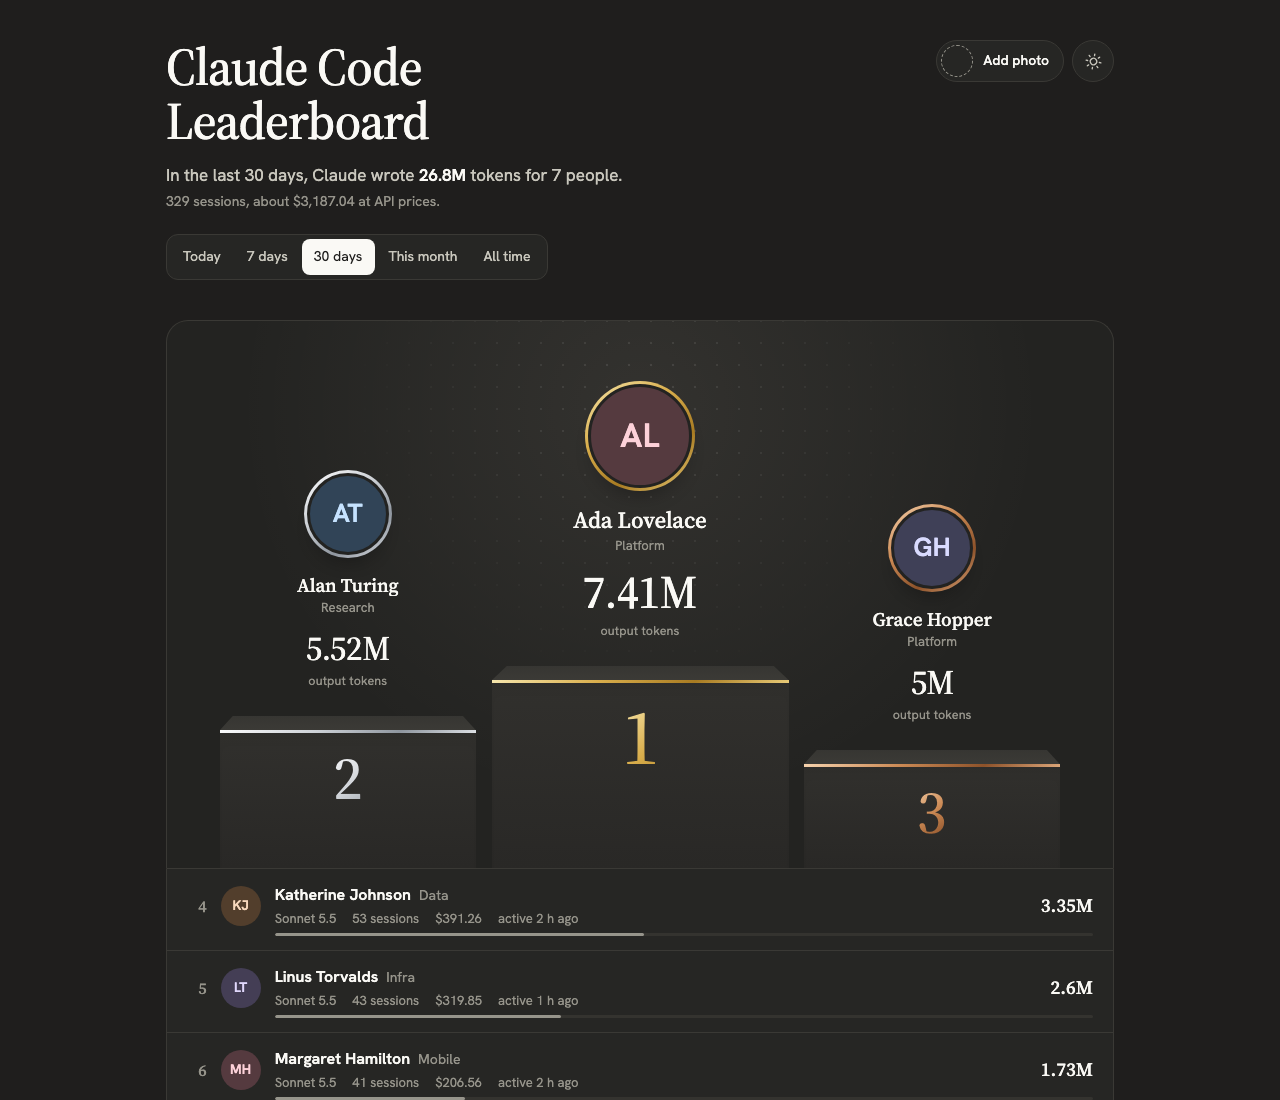 Claude Code
Leaderboard
Add photo
In the last 30 days, Claude wrote 26.8M tokens for 7 people.
329 sessions, about $3,187.04 at API prices.
Today 7 days 30 days This month All time
AL
Ada Lovelace
Platform
7.41M
output tokens
1
AT
Alan Turing
Research
5.52M
output tokens
2
GH
Grace Hopper
Platform
5M
output tokens
3
4 KJ Katherine Johnson Data 3.35M
Sonnet 5.5 53 sessions $391.26 active 2 h ago
5 LT Linus Torvalds Infra 2.6M
Sonnet 5.5 43 sessions $319.85 active 1 h ago
6 MH Margaret Hamilton Mobile 1.73M
Sonnet 5.5 41 sessions $206.56 active 2 h ago